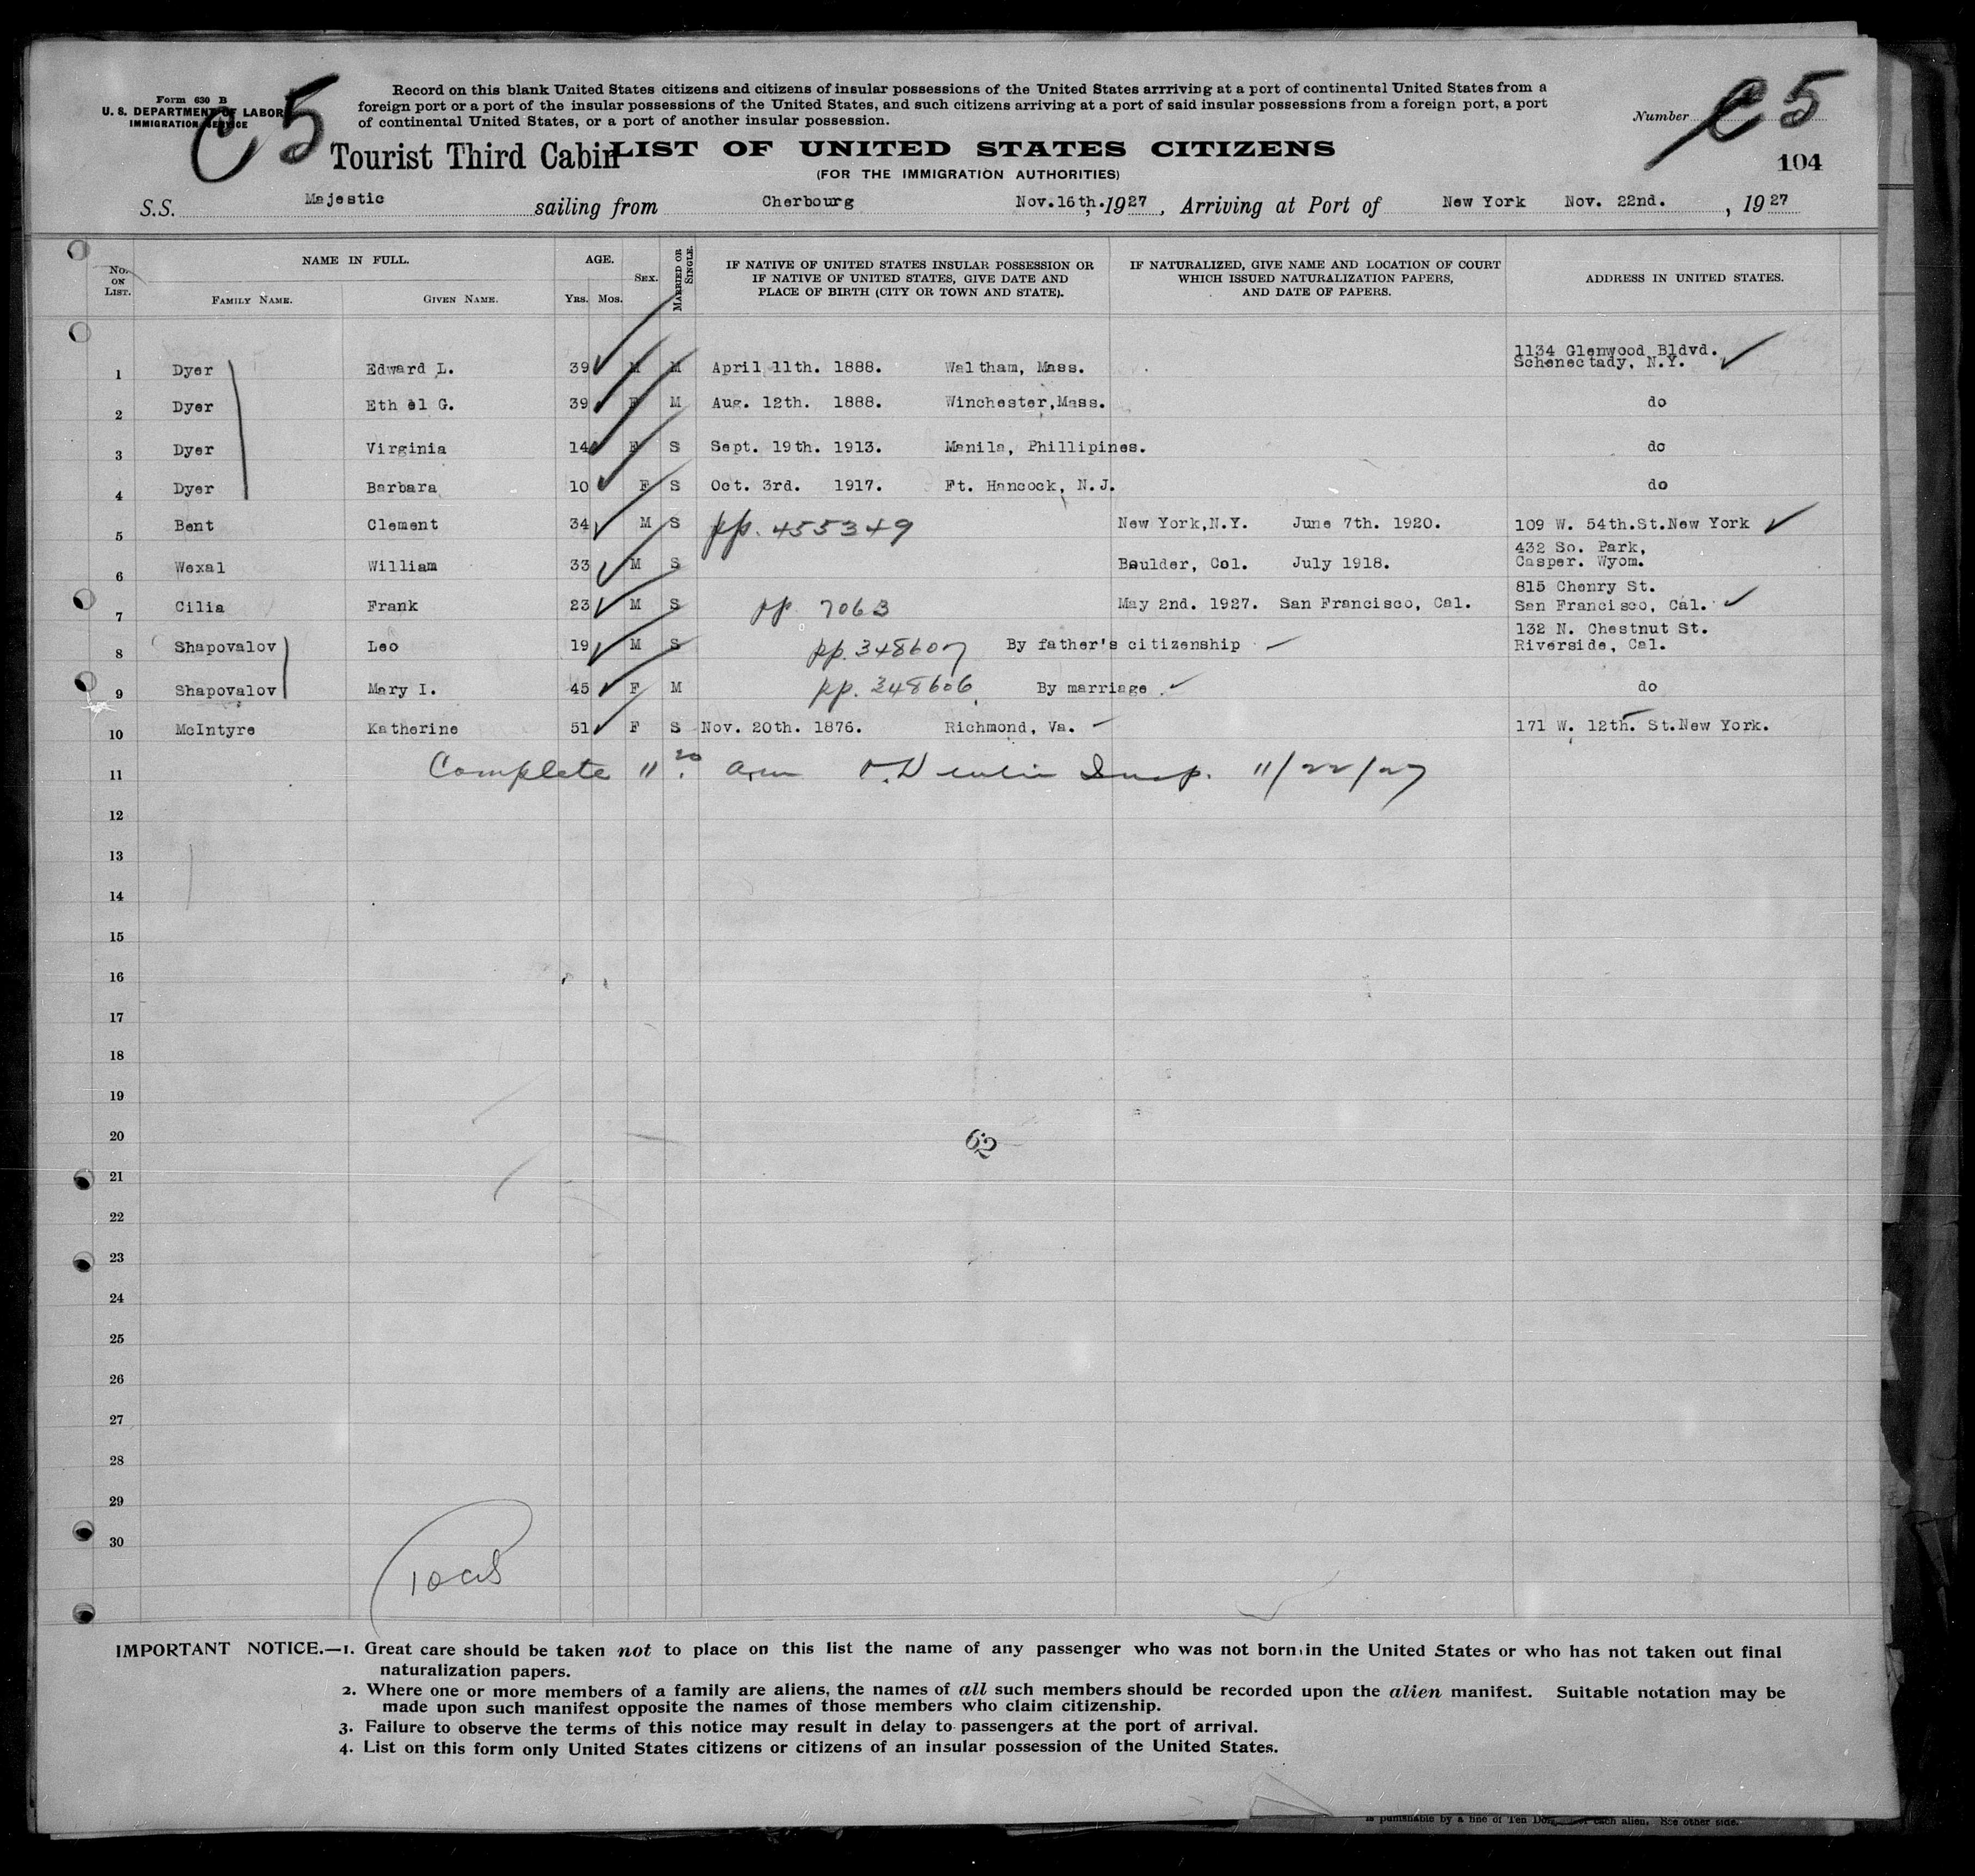 Form 630 B
U. S. DEPARTMENT OF LABOR
IMMIGRATION SERVICE
C 5
Record on this blank United States citizens and citizens of insular possessions of the United States arrriving at a port of continental United States from a
foreign port or a port of the insular possessions of the United States, and such citizens arriving at a port of said insular possessions from a foreign port, a port
of continental United States, or a port of another insular possession.
Number C 5
Tourist Third Cabin LIST OF UNITED STATES CITIZENS
(FOR THE IMMIGRATION AUTHORITIES)
104
S.S. Majestic sailing from Cherbourg Nov.16th., 1927, Arriving at Port of New York Nov. 22nd., 1927
No. ON LIST.
NAME IN FULL.
FAMILY NAME.
GIVEN NAME.
AGE.
YRS. MOS.
SEX.
MARRIED OR SINGLE.
IF NATIVE OF UNITED STATES INSULAR POSSESSION OR
IF NATIVE OF UNITED STATES, GIVE DATE AND
PLACE OF BIRTH (CITY OR TOWN AND STATE).
IF NATURALIZED, GIVE NAME AND LOCATION OF COURT
WHICH ISSUED NATURALIZATION PAPERS,
AND DATE OF PAPERS.
ADDRESS IN UNITED STATES.
1 Dyer Edward L. 39 M M April 11th. 1888. Waltham, Mass. 1134 Glenwood Bldvd.
Schenectady, N.Y.
2 Dyer Eth el G. 39 F M Aug. 12th. 1888. Winchester,Mass. do
3 Dyer Virginia 14 F S Sept. 19th. 1913. Manila, Phillipines. do
4 Dyer Barbara 10 F S Oct. 3rd. 1917. Ft. Hancock, N.J. do
5 Bent Clement 34 M S pp. 455349 New York,N.Y. June 7th. 1920. 109 W. 54th.St.New York
6 Wexal William 33 M S Boulder, Col. July 1918. 432 So. Park,
Casper. Wyom.
7 Cilia Frank 23 M S pp 7063 May 2nd. 1927. San Francisco, Cal. 815 Chenry St.
San Francisco, Cal.
8 Shapovalov Leo 19 M S pp. 348607 By father's citizenship 132 N. Chestnut St.
Riverside, Cal.
9 Shapovalov Mary I. 45 F M pp. 348606 By marriage do
10 McIntyre Katherine 51 F S Nov. 20th. 1876. Richmond, Va. 171 W. 12th. St.New York.
11 Complete 11 20 am Insp. 11/22/27
12
13
14
15
16
17
18
19
20
62
21
22
23
24
25
26
27
28
29
30
IMPORTANT NOTICE.—1. Great care should be taken not to place on this list the name of any passenger who was not born in the United States or who has not taken out final
naturalization papers.
2. Where one or more members of a family are aliens, the names of all such members should be recorded upon the alien manifest. Suitable notation may be
made upon such manifest opposite the names of those members who claim citizenship.
3. Failure to observe the terms of this notice may result in delay to passengers at the port of arrival.
4. List on this form only United States citizens or citizens of an insular possession of the United States.
is punishable by a fine of Ten each alien. See other side.